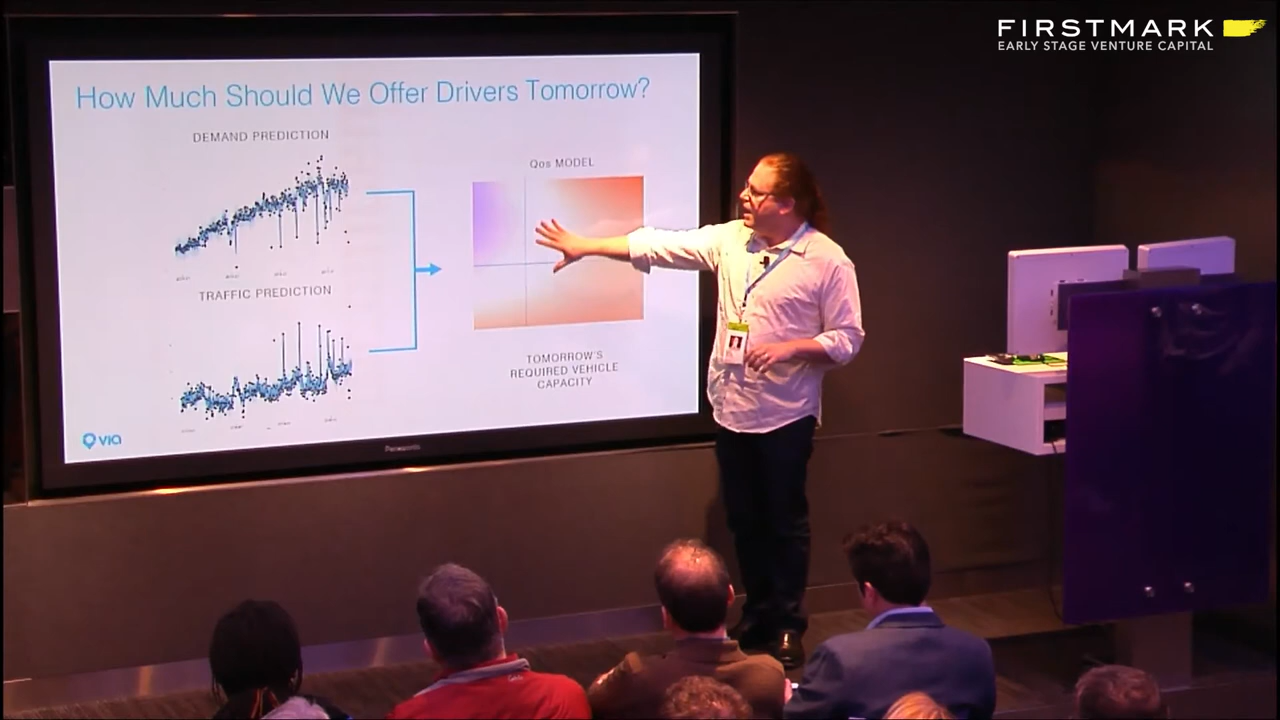 FIRSTMARK
EARLY STAGE VENTURE CAPITAL
How Much Should We Offer Drivers Tomorrow?
DEMAND PREDICTION
QoS MODEL
TRAFFIC PREDICTION
TOMORROW'S
REQUIRED VEHICLE
CAPACITY
via
Panasonic